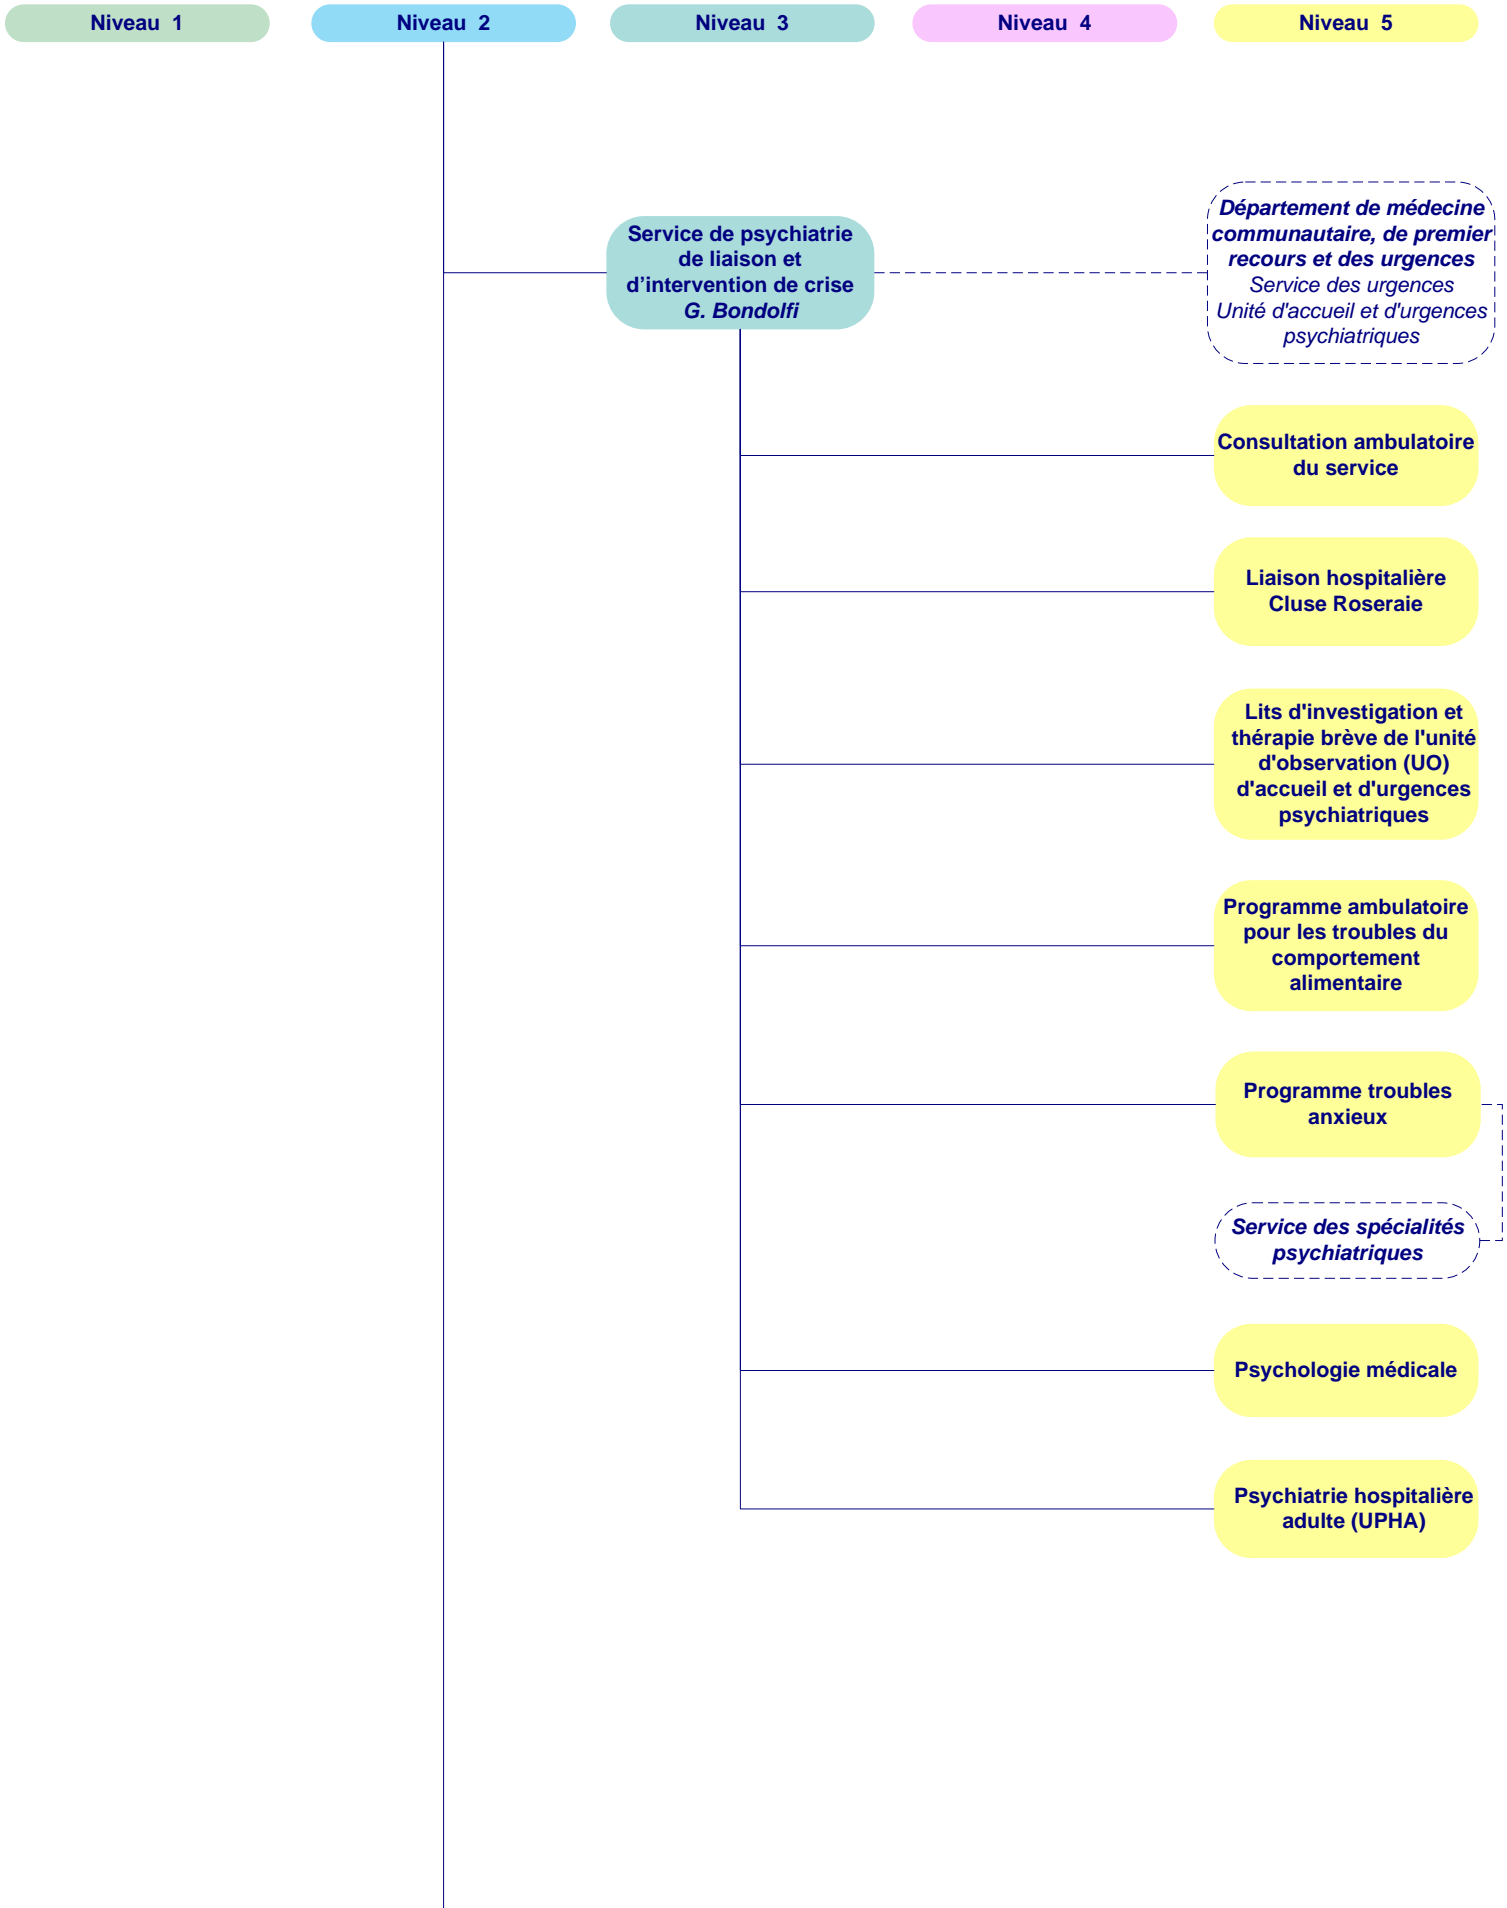 Niveau  1
Niveau  2
Niveau  3
Niveau  4
Niveau  5
Service de psychiatrie
de liaison et
d’intervention de crise
G. Bondolfi
Département de médecine
communautaire, de premier
recours et des urgences
Service des urgences
Unité d'accueil et d'urgences
psychiatriques
Consultation ambulatoire
du service
Liaison hospitalière
Cluse Roseraie
Lits d'investigation et
thérapie brève de l'unité
d'observation (UO)
d'accueil et d'urgences
psychiatriques
Programme ambulatoire
pour les troubles du
comportement
alimentaire
Programme troubles
anxieux
Service des spécialités
psychiatriques
Psychologie médicale
Psychiatrie hospitalière
adulte (UPHA)